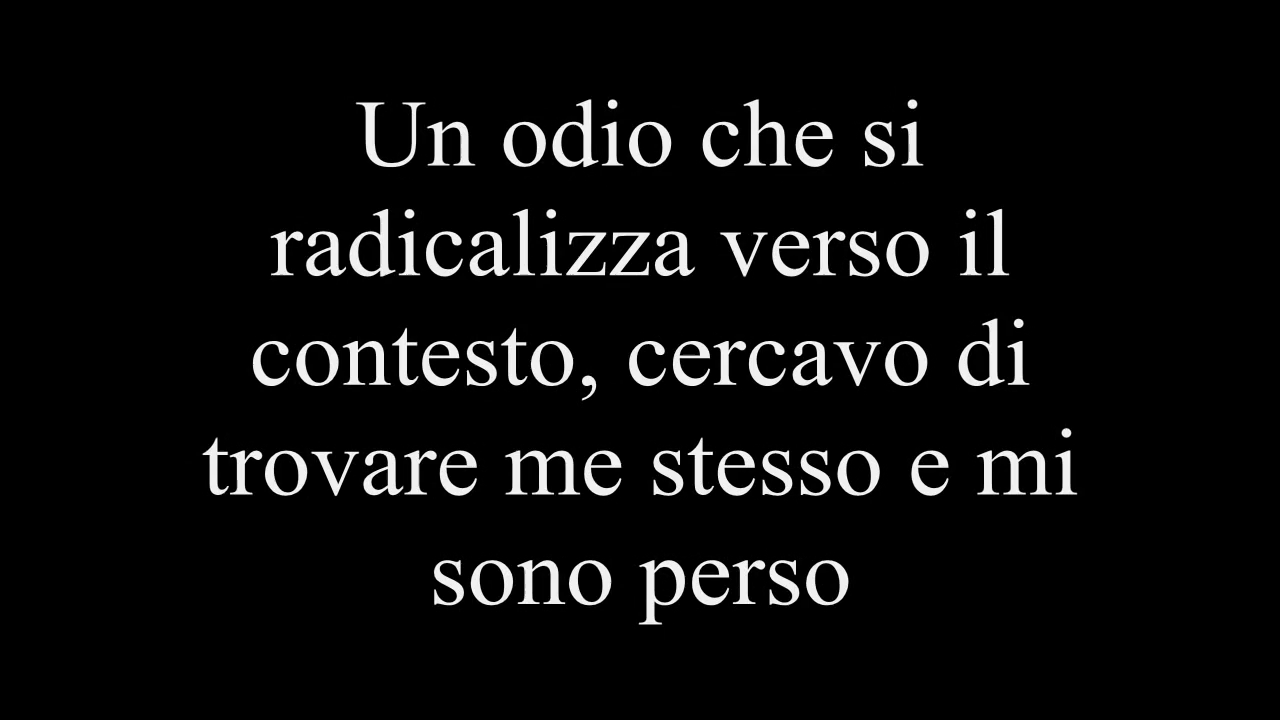 Un odio che si
radicalizza verso il
contesto, cercavo di
trovare me stesso e mi
sono perso